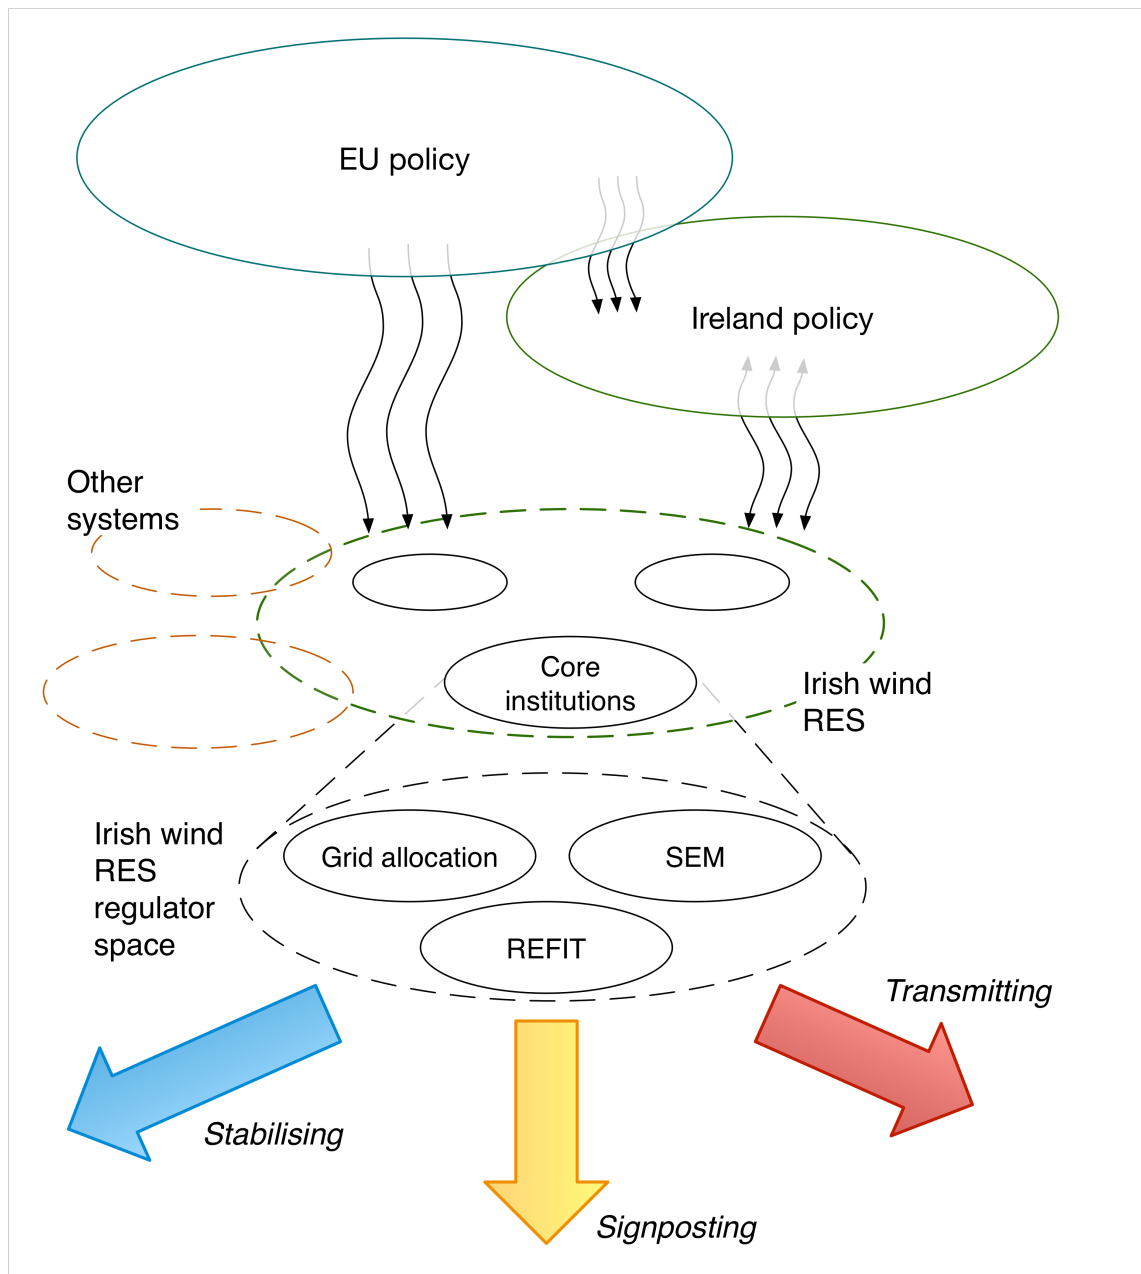 EU policy
Ireland policy
Other
systems
Core
institutions
Irish wind
RES
Irish wind
RES
regulator
space
Grid allocation
SEM
REFIT
Transmitting
Stabilising
Signposting